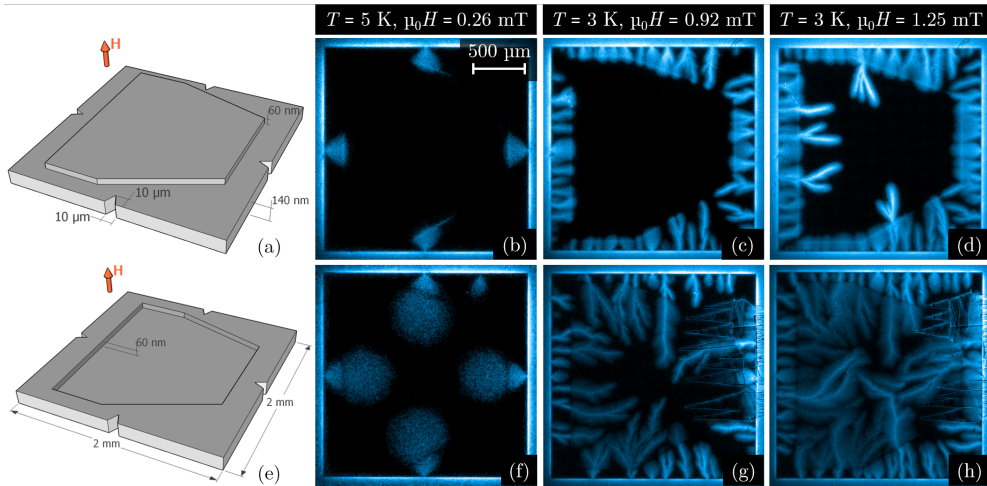 T = 5 K, µ₀H = 0.26 mT
T = 3 K, µ₀H = 0.92 mT
T = 3 K, µ₀H = 1.25 mT
H
60 nm
10 µm
10 µm
140 nm
(a)
500 µm
(b)
(c)
(d)
H
60 nm
2 mm
2 mm
(e)
(f)
(g)
(h)